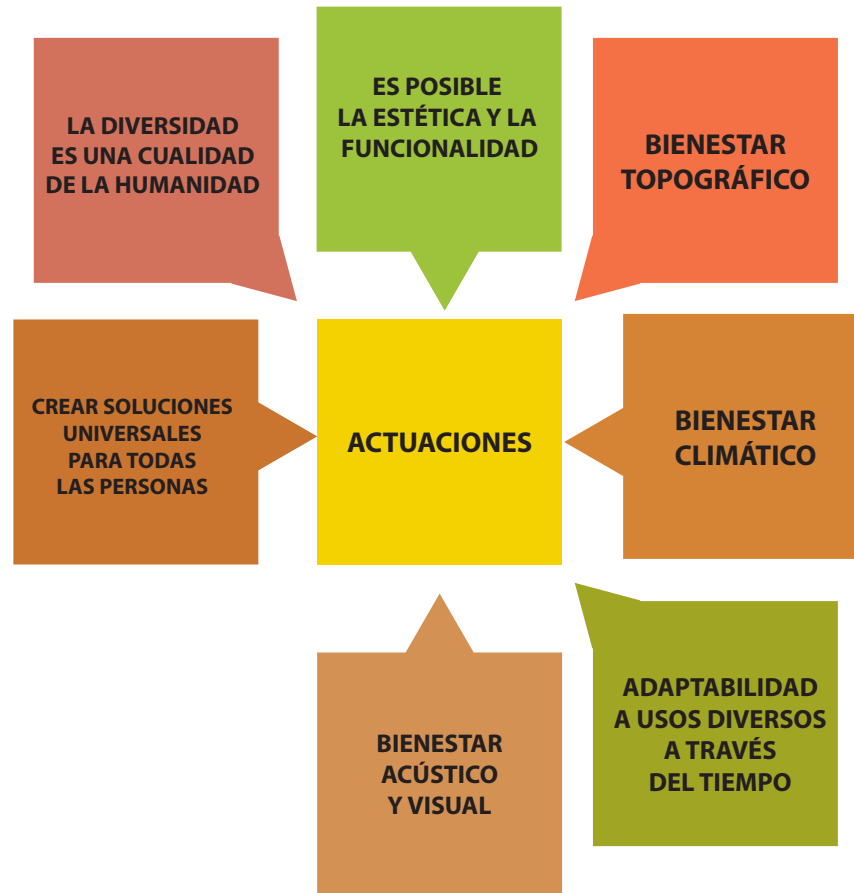 LA DIVERSIDAD
ES UNA CUALIDAD
DE LA HUMANIDAD
ES POSIBLE
LA ESTÉTICA Y LA
FUNCIONALIDAD
BIENESTAR
TOPOGRÁFICO
CREAR SOLUCIONES
UNIVERSALES
PARA TODAS
LAS PERSONAS
ACTUACIONES
BIENESTAR
CLIMÁTICO
BIENESTAR
ACÚSTICO
Y VISUAL
ADAPTABILIDAD
A USOS DIVERSOS
A TRAVÉS
DEL TIEMPO